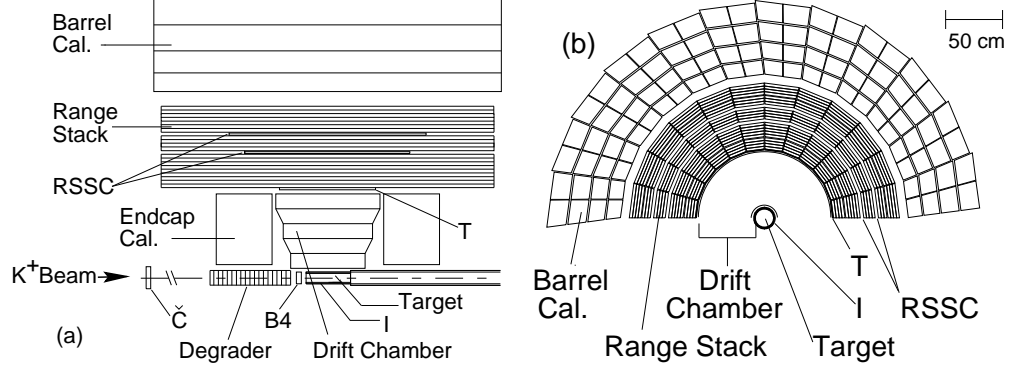 Barrel
Cal.
Range
Stack
RSSC
Endcap
Cal.
T
K⁺Beam
Č
B4
Target
I
(a)
Degrader
Drift Chamber
(b)
50 cm
Barrel
Cal.
Drift
Chamber
T
I
RSSC
Range Stack
Target